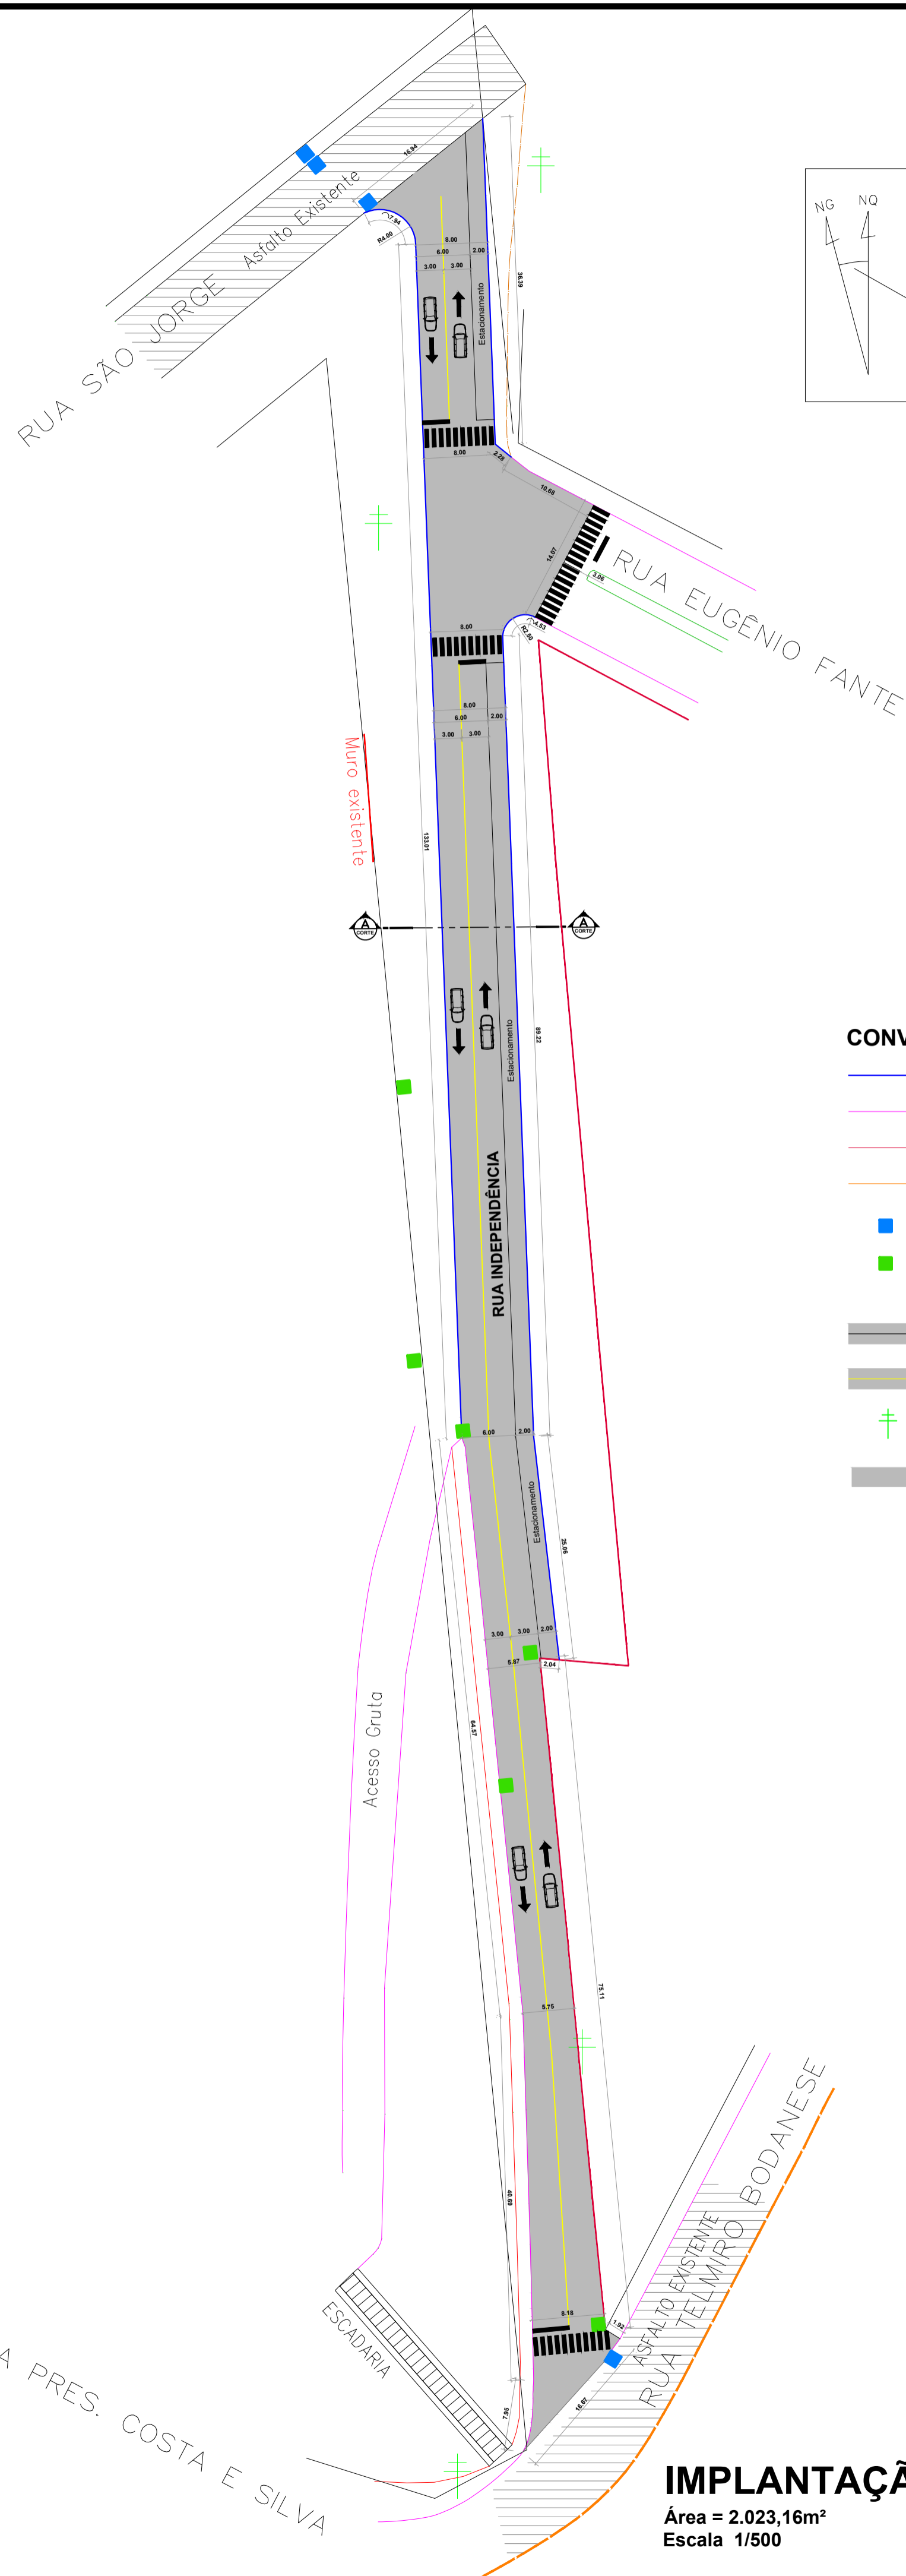 16.94
Asfalto Existente
7.94
R4.00
RUA SÃO JORGE
8.00
6.00
2.00
3.00
3.00
36.39
Estacionamento
NG
NQ
8.00
2.28
10.68
14.07
3.06
RUA EUGÊNIO FANTE
4.53
R2.50
8.00
8.00
6.00
2.00
3.00
3.00
Muro existente
133.01
A
CORTE
A
CORTE
89.22
Estacionamento
CONV
RUA INDEPENDÊNCIA
6.00
2.00
Estacionamento
25.06
3.00
3.00
2.00
5.87
2.04
64.57
Acesso Gruta
75.11
5.75
40.69
ESCADARIA
8.18
1.92
ASFALTO EXISTENTE
RUA TELMIRO BODANESE
16.67
7.95
A PRES. COSTA E SILVA
IMPLANTAÇÃ
Área = 2.023,16m²
Escala 1/500